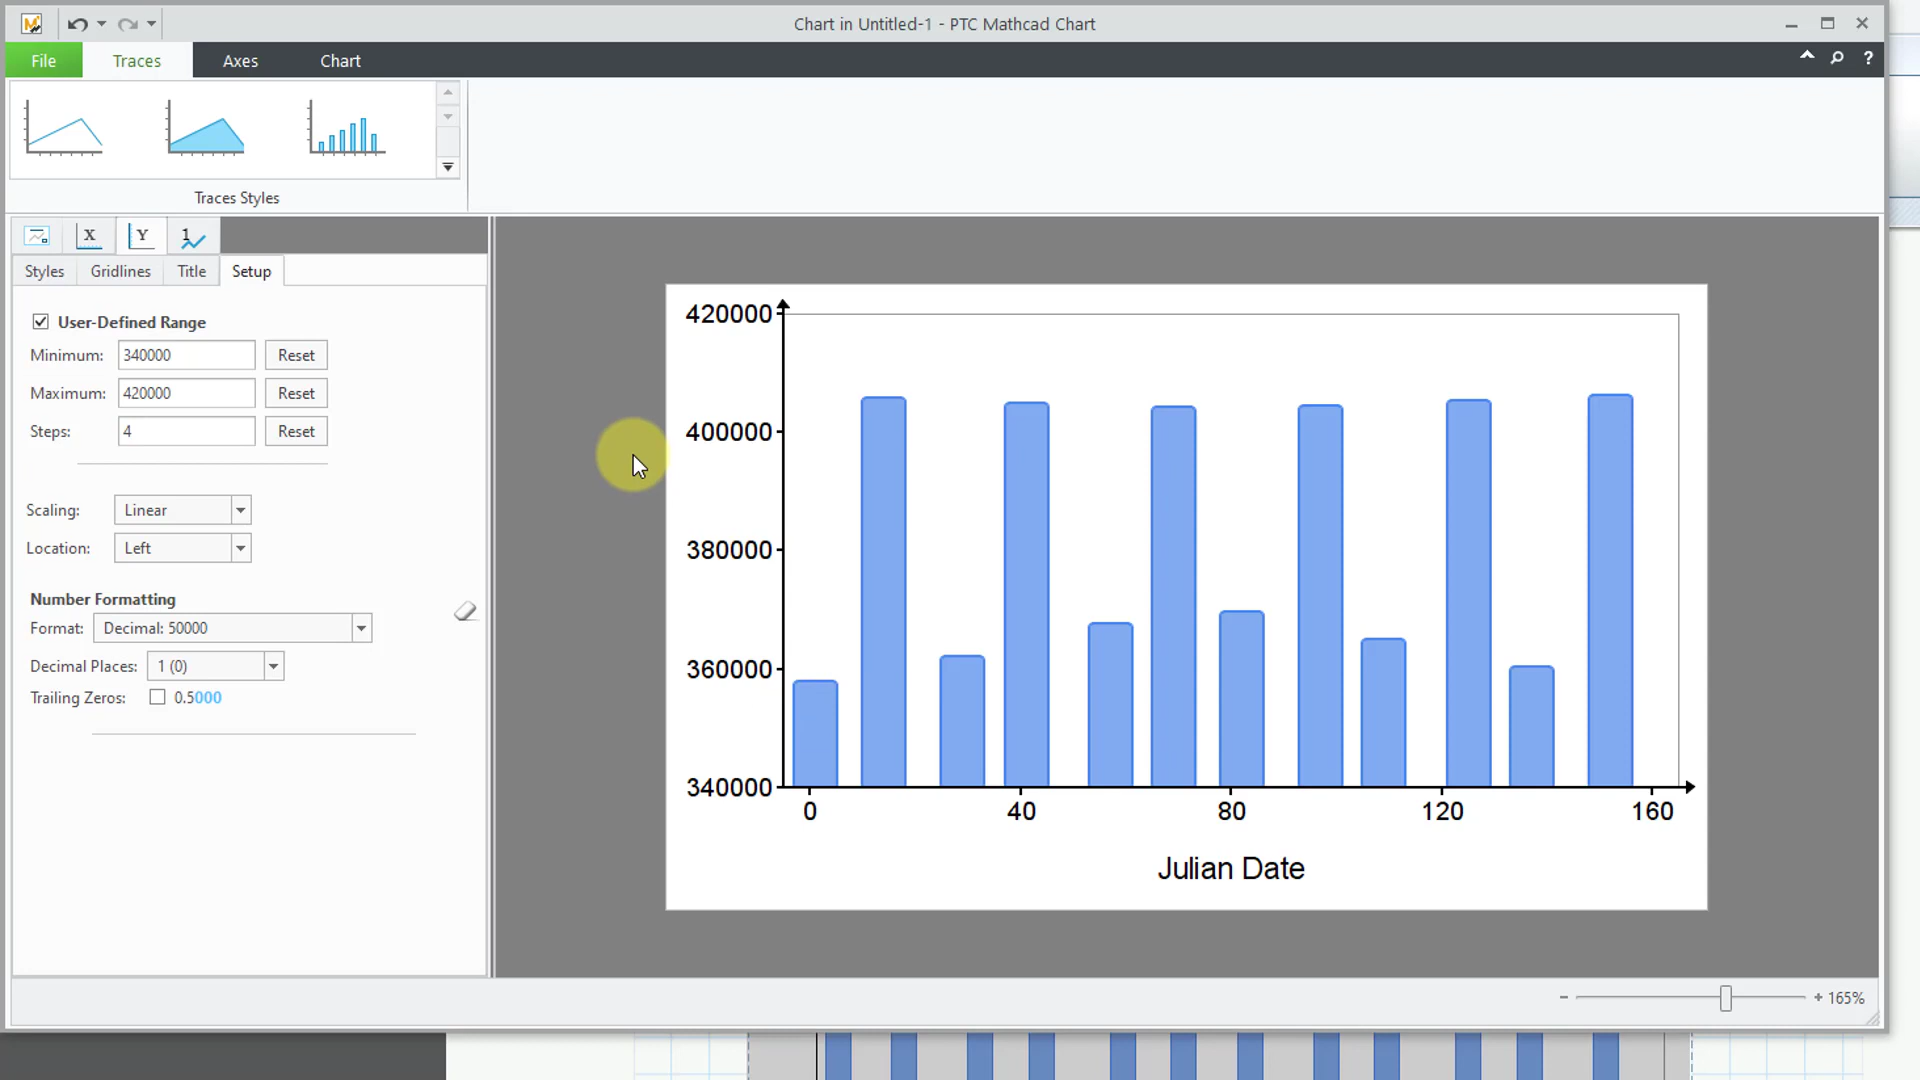 Chart in Untitled-1 - PTC Mathcad Chart
File Traces Axes Chart ?
Traces Styles
X Y 1
Styles Gridlines Title Setup
User-Defined Range
Minimum: 340000 Reset
Maximum: 420000 Reset
Steps: 4 Reset
Scaling: Linear
Location: Left
Number Formatting
Format: Decimal: 50000
Decimal Places: 1 (0)
Trailing Zeros: 0.5000
420000
400000
380000
360000
340000
0 40 80 120 160
Julian Date
- + 165%